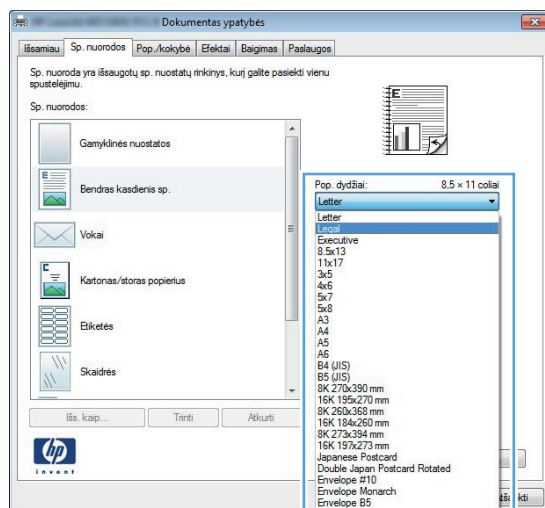 Dokumentas ypatybės
Išsamiau Sp. nuorodos Pop./kokybė Efektai Baigimas Paslaugos
Sp. nuoroda yra išsaugotų sp. nuostatų rinkinys, kurį galite pasiekti vienu
spustelėjimu.
Sp. nuorodos:
Gamyklinės nuostatos
Bendras kasdienis sp.
Vokai
Kartonas/storas popierius
Etiketės
Skaidrės
Išs. kaip... Trinti Atkurti
hp
invent
E
E
C
Pop. dydžiai: 8,5 × 11 coliai
Letter
Letter
Legal
Executive
8.5x13
11x17
3x5
4x6
5x7
5x8
A3
A4
A5
A6
B4 (JIS)
B5 (JIS)
8K 270x390 mm
16K 195x270 mm
8K 260x368 mm
16K 184x260 mm
8K 273x394 mm
16K 197x273 mm
Japanese Postcard
Double Japan Postcard Rotated
Envelope #10
Envelope Monarch
Envelope B5